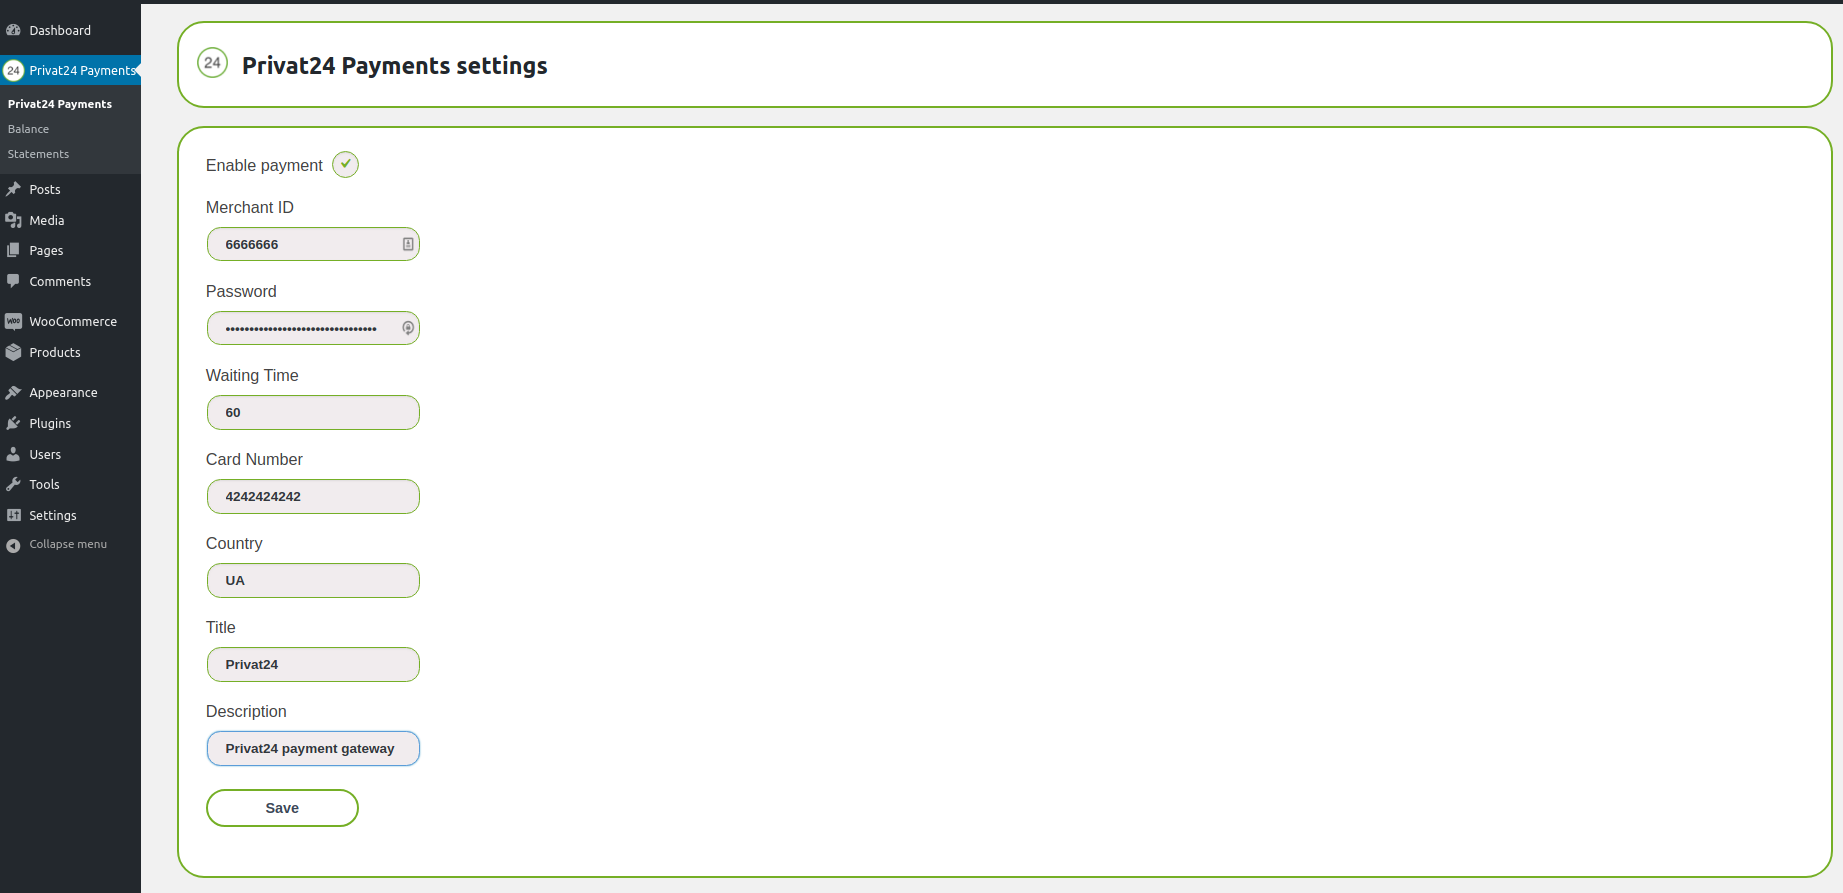 Dashboard
24 Privat24 Payments
Privat24 Payments
Balance
Statements
Posts
Media
Pages
Comments
Woo WooCommerce
Products
Appearance
Plugins
Users
Tools
Settings
Collapse menu
24 Privat24 Payments settings
Enable payment
Merchant ID
6666666
Password
••••••••••••••••••••••••••••••••
Waiting Time
60
Card Number
4242424242
Country
UA
Title
Privat24
Description
Privat24 payment gateway
Save